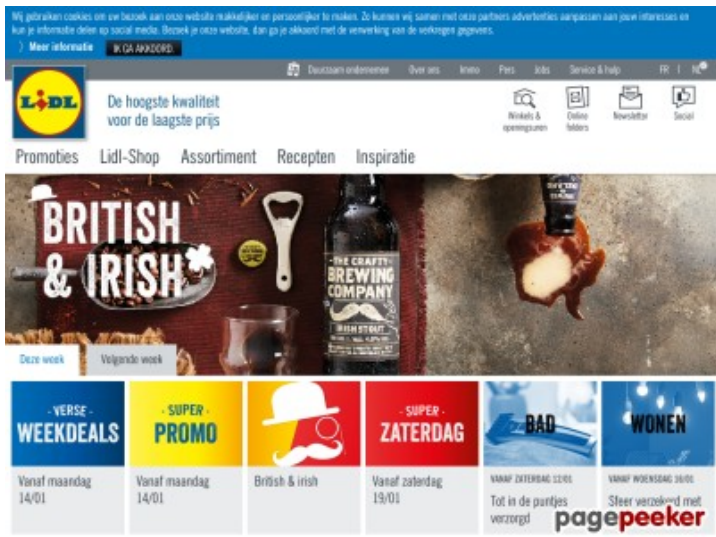 Wij gebruiken cookies om uw bezoek aan onze website makkelijker en persoonlijker te maken. Zo kunnen wij samen met onze partners advertenties aanpassen aan jouw interesses en
kun je informatie delen op social media. Bezoek je onze website, dan ga je akkoord met de verwerking van de verkregen gegevens.
Meer informatie IK GA AKKOORD.
Duurzaam ondernemen Over ons Immo Pers Jobs Service & hulp FR | NL
LIDL
De hoogste kwaliteit
voor de laagste prijs
Winkels &
openingsuren
Online
folders
Newsletter
Social
Promoties Lidl-Shop Assortiment Recepten Inspiratie
BRITISH
& IRISH
THE CRAFTY
BREWING
COMPANY
IRISH STOUT
Deze week Volgende week
- VERSE -
WEEKDEALS
· SUPER ·
PROMO
- SUPER -
ZATERDAG
BAD
WONEN
Vanaf maandag
14/01
Vanaf maandag
14/01
British & irish
Vanaf zaterdag
19/01
VANAF ZATERDAG 12/01
Tot in de puntjes
verzorgd
VANAF WOENSDAG 16/01
Sfeer verzekerd met
pagepeeker